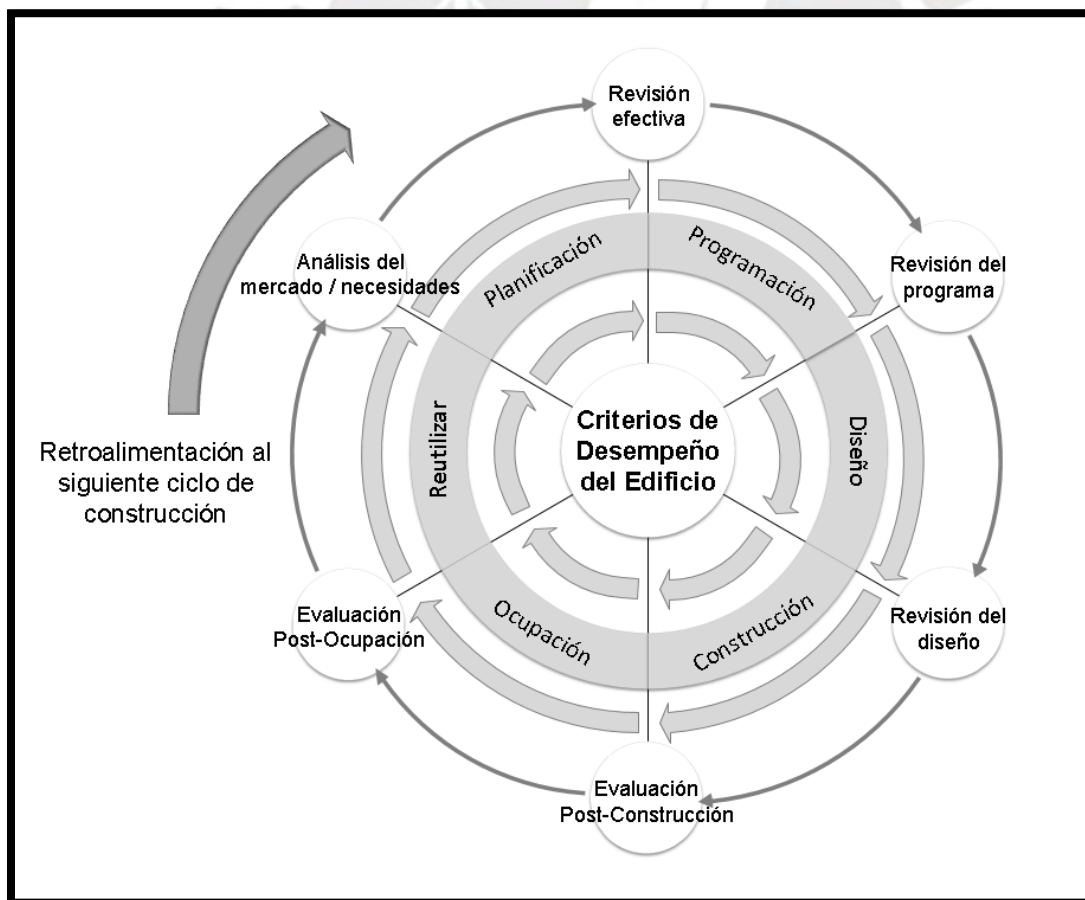 Revisión
efectiva
Análisis del
mercado / necesidades
Planificación
Programación
Revisión del
programa
Retroalimentación al
siguiente ciclo de
construcción
Reutilizar
Criterios de
Desempeño
del Edificio
Diseño
Evaluación
Post-Ocupación
Ocupación
Construcción
Revisión del
diseño
Evaluación
Post-Construcción